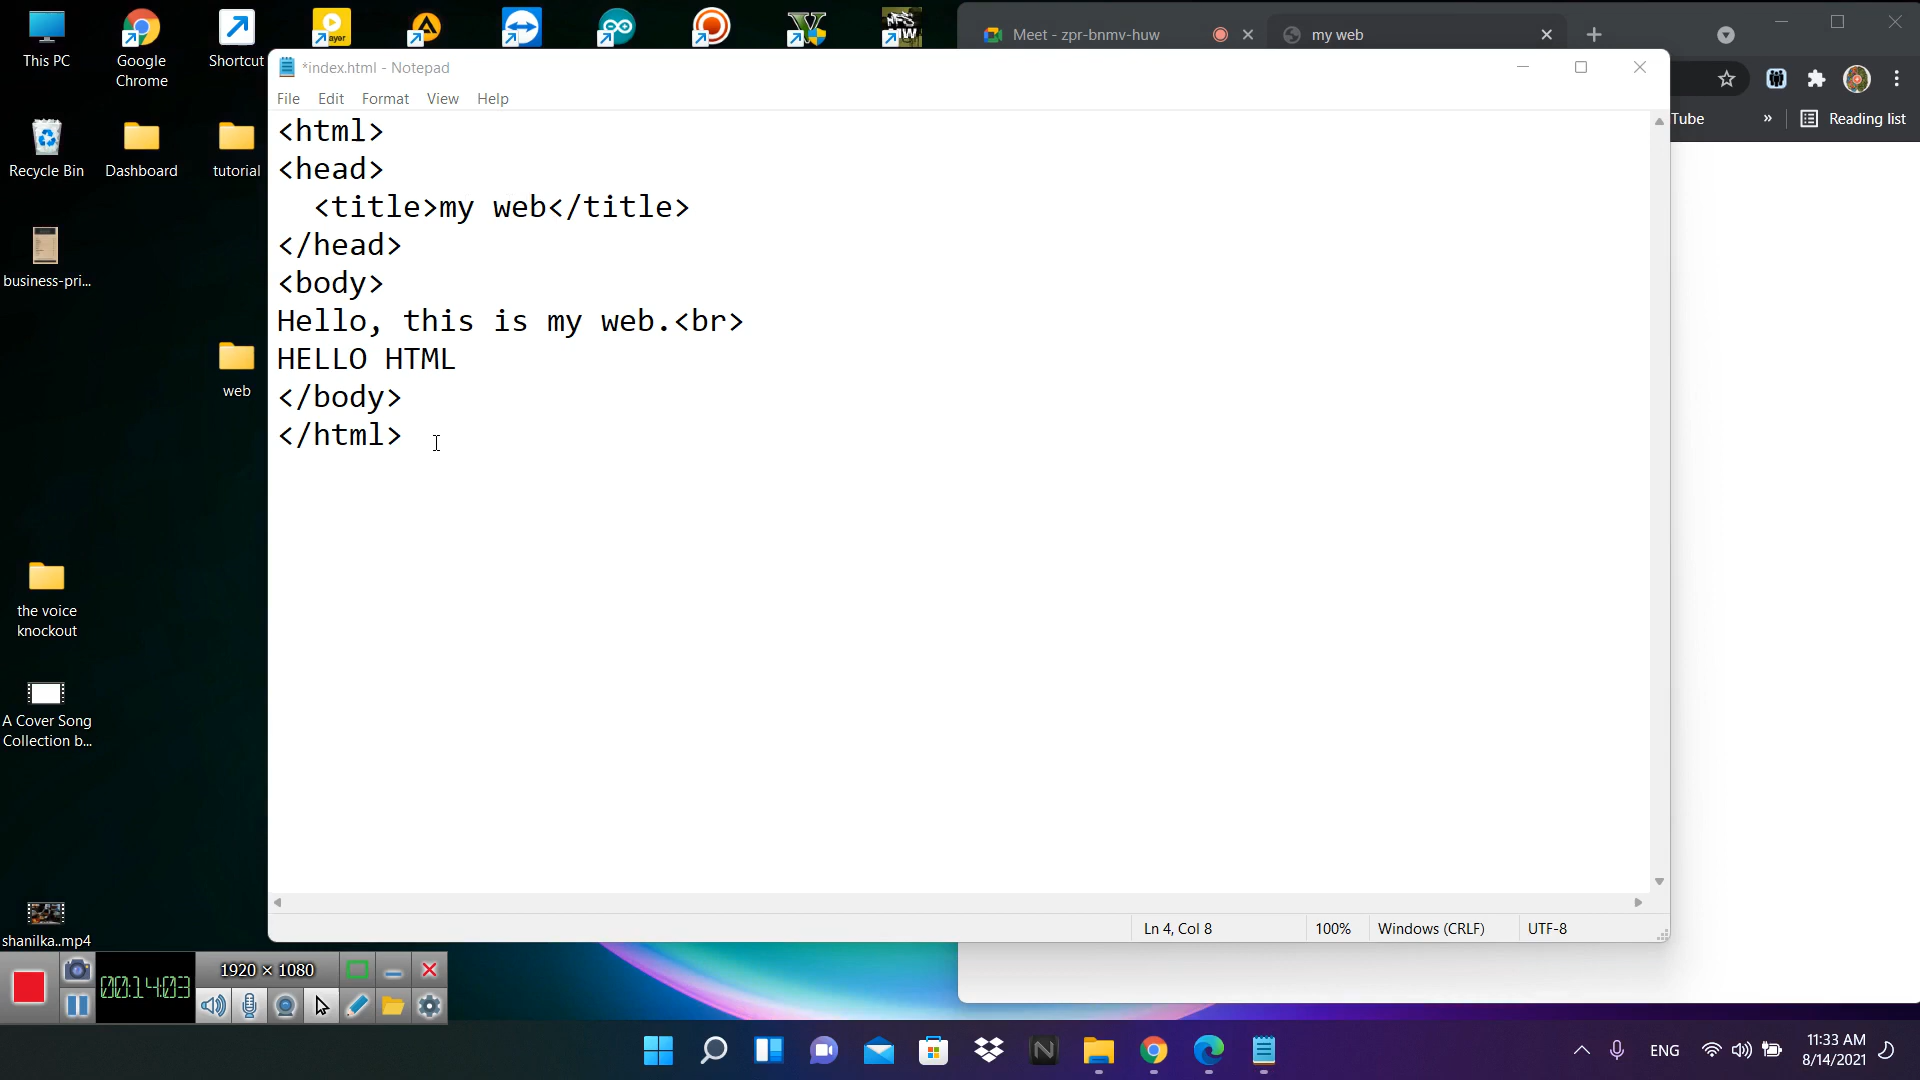 This PC
Google
Chrome
Shortcut
ayer
NFS
MW
Meet - zpr-bnmv-huw
my web
*index.html - Notepad
File Edit Format View Help
Tube » Reading list
<html>
<head>
<title>my web</title>
</head>
<body>
Hello, this is my web.<br>
HELLO HTML
</body>
</html>
Recycle Bin
Dashboard
tutorial
business-pri...
web
the voice
knockout
A Cover Song
Collection b...
shanilka..mp4
Ln 4, Col 8 100% Windows (CRLF) UTF-8
00:14:03
1920 × 1080
ENG
11:33 AM
8/14/2021